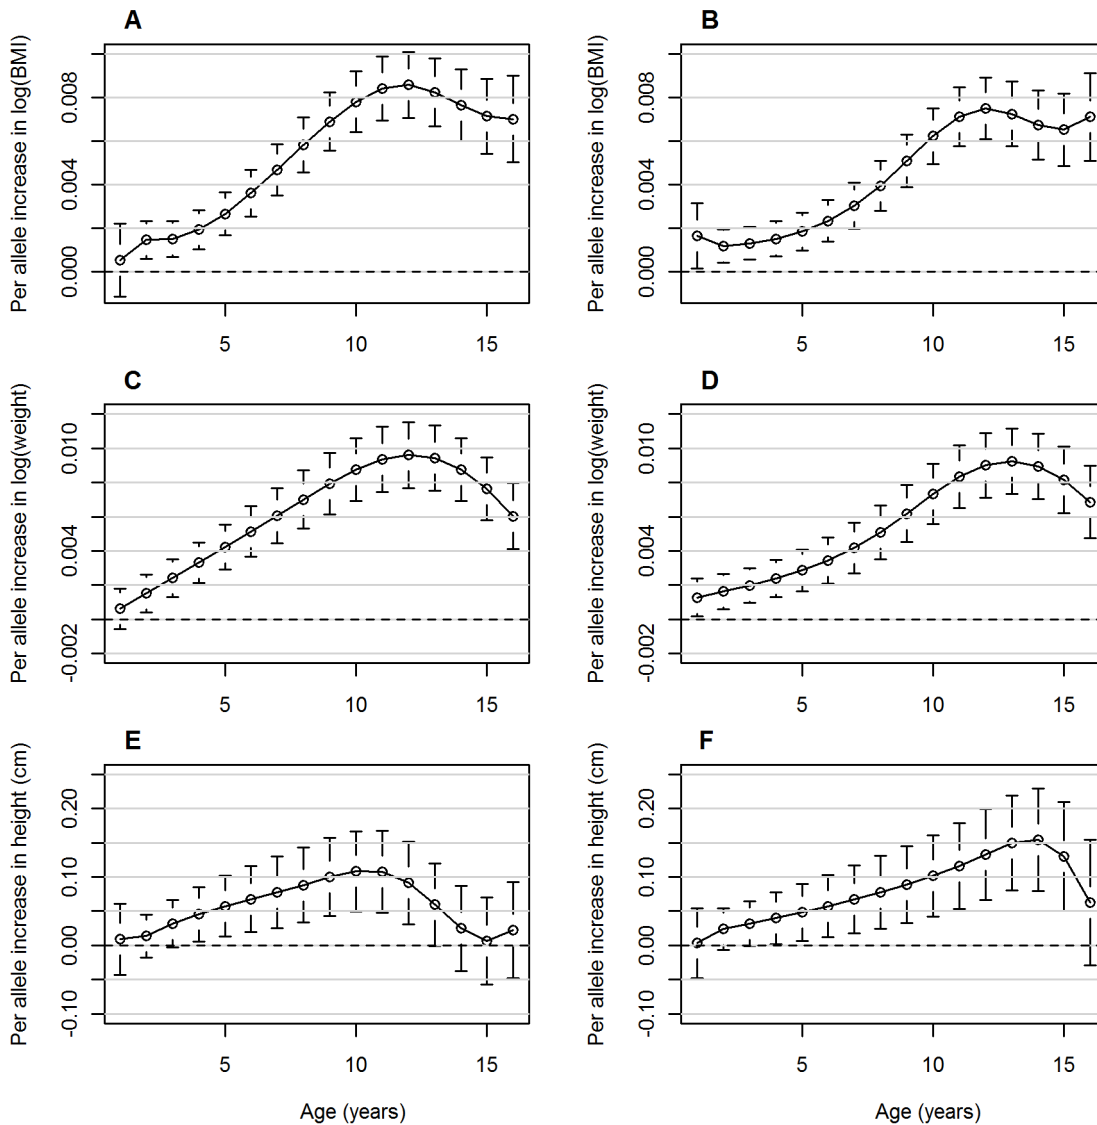 A
B
Per allele increase in log(BMI)
0.000 0.004 0.008
5 10 15
Per allele increase in log(BMI)
0.000 0.004 0.008
5 10 15
C
D
Per allele increase in log(weight)
-0.002 0.004 0.010
5 10 15
Per allele increase in log(weight)
-0.002 0.004 0.010
5 10 15
E
F
Per allele increase in height (cm)
-0.10 0.00 0.10 0.20
5 10 15
Age (years)
Per allele increase in height (cm)
-0.10 0.00 0.10 0.20
5 10 15
Age (years)